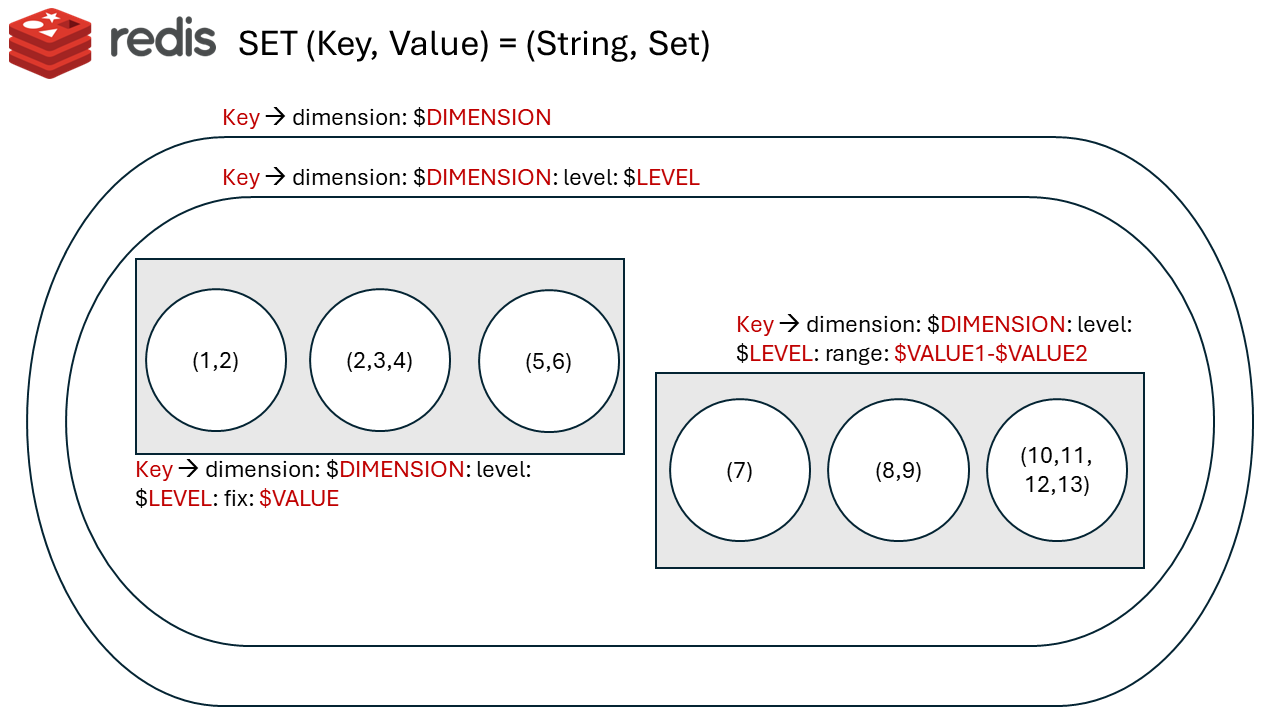 redis SET (Key, Value) = (String, Set)
Key → dimension: $DIMENSION
Key → dimension: $DIMENSION: level: $LEVEL
(1,2)
(2,3,4)
(5,6)
Key → dimension: $DIMENSION: level:
$LEVEL: fix: $VALUE
Key → dimension: $DIMENSION: level:
$LEVEL: range: $VALUE1-$VALUE2
(7)
(8,9)
(10,11,
12,13)